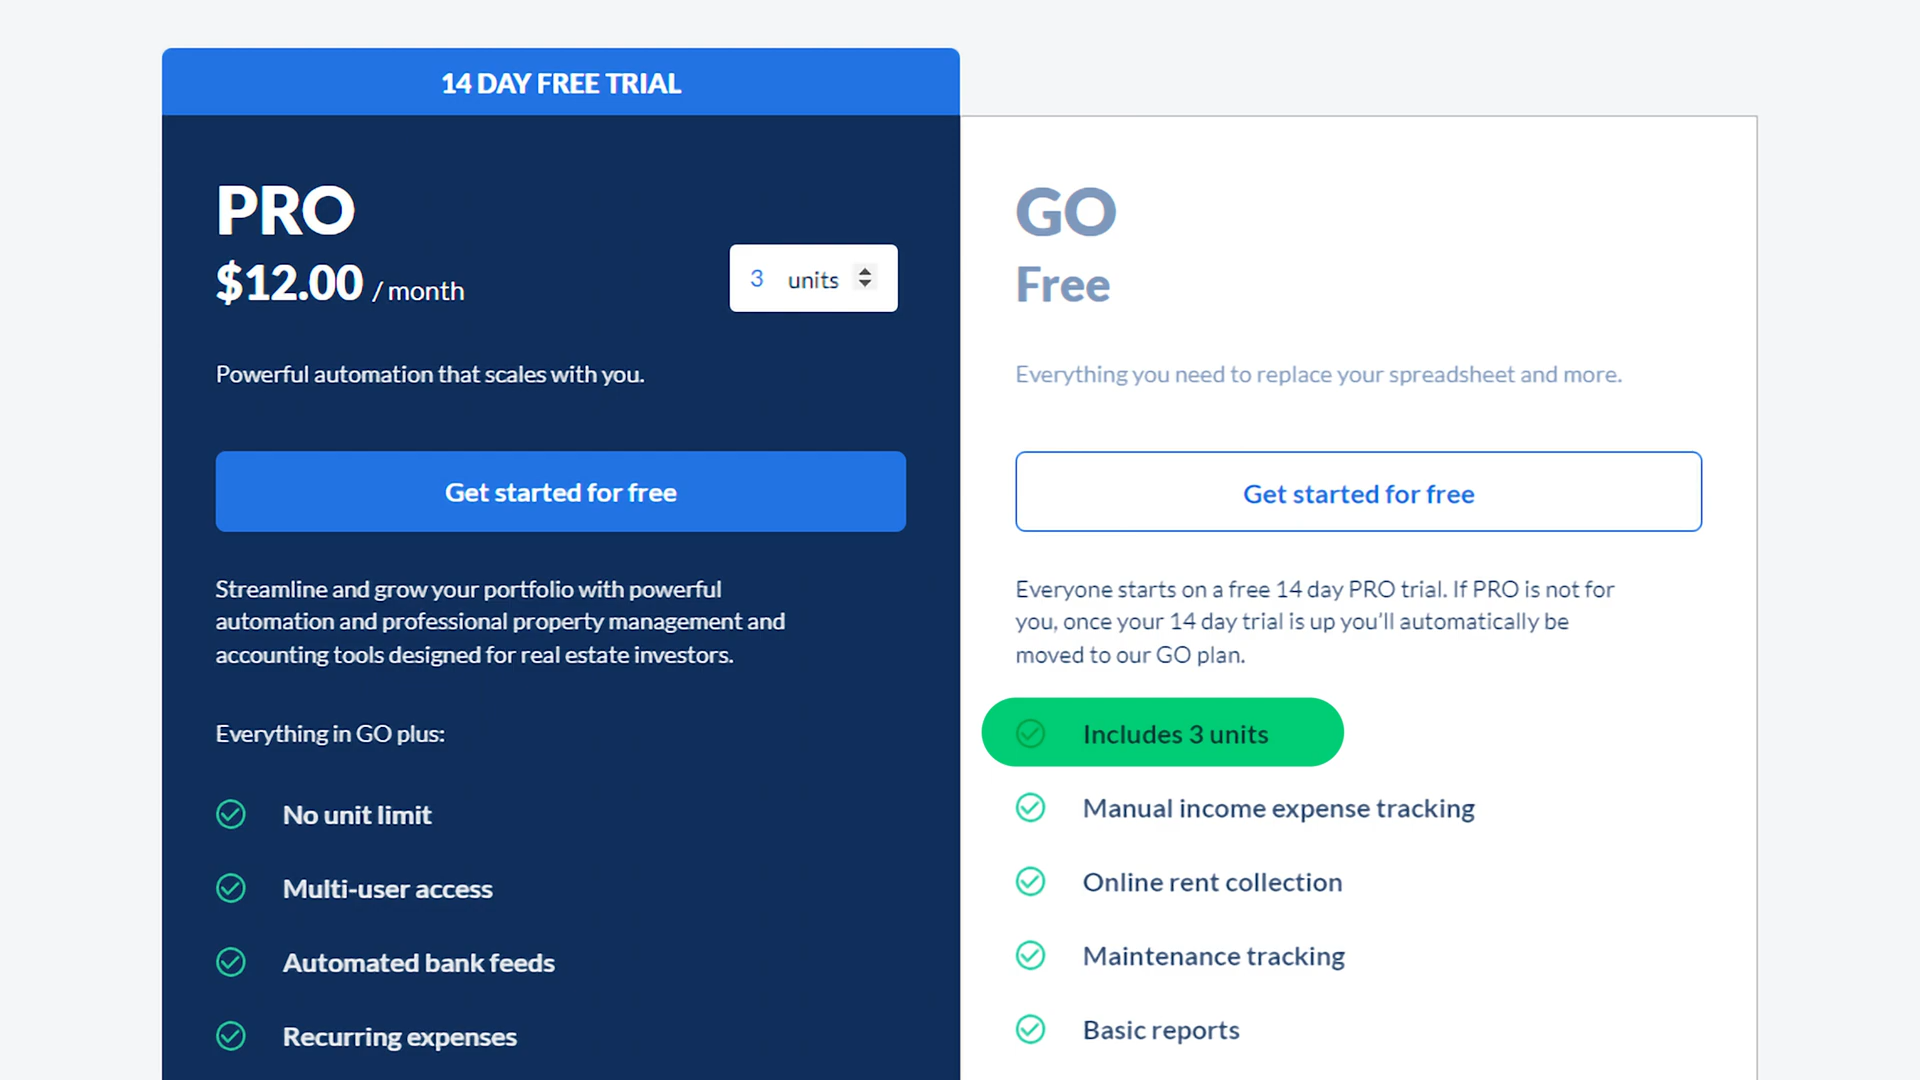 14 DAY FREE TRIAL
PRO
$12.00 / month
3 units
Powerful automation that scales with you.
Get started for free
Streamline and grow your portfolio with powerful
automation and professional property management and
accounting tools designed for real estate investors.
Everything in GO plus:
No unit limit
Multi-user access
Automated bank feeds
Recurring expenses
GO
Free
Everything you need to replace your spreadsheet and more.
Get started for free
Everyone starts on a free 14 day PRO trial. If PRO is not for
you, once your 14 day trial is up you'll automatically be
moved to our GO plan.
Includes 3 units
Manual income expense tracking
Online rent collection
Maintenance tracking
Basic reports